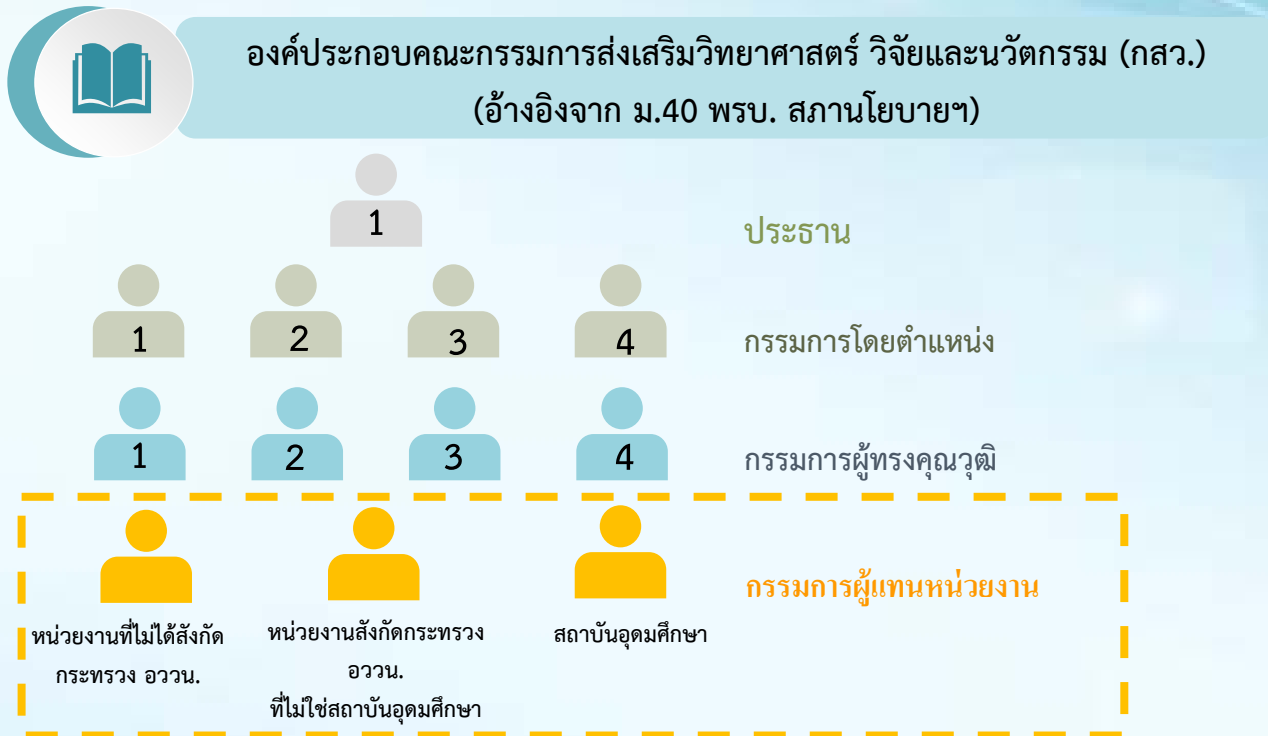 องค์ประกอบคณะกรรมการส่งเสริมวิทยาศาสตร์ วิจัยและนวัตกรรม (กสว.)
(อ้างอิงจาก ม.40 พรบ. สภานโยบายฯ)
1
ประธาน
1 2 3 4
กรรมการโดยตำแหน่ง
1 2 3 4
กรรมการผู้ทรงคุณวุฒิ
กรรมการผู้แทนหน่วยงาน
หน่วยงานที่ไม่ได้สังกัด
กระทรวง อววน.
หน่วยงานสังกัดกระทรวง
อววน.
ที่ไม่ใช่สถาบันอุดมศึกษา
สถาบันอุดมศึกษา